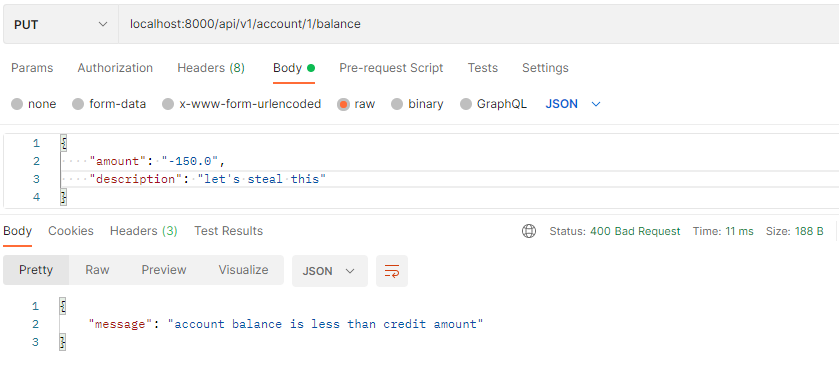 PUT localhost:8000/api/v1/account/1/balance
Params Authorization Headers (8) Body Pre-request Script Tests Settings
none form-data x-www-form-urlencoded raw binary GraphQL JSON
1 {
2 "amount": "-150.0",
3 "description": "let's steal this"
4 }
Body Cookies Headers (3) Test Results Status: 400 Bad Request Time: 11 ms Size: 188 B
Pretty Raw Preview Visualize JSON
1 {
2 "message": "account balance is less than credit amount"
3 }